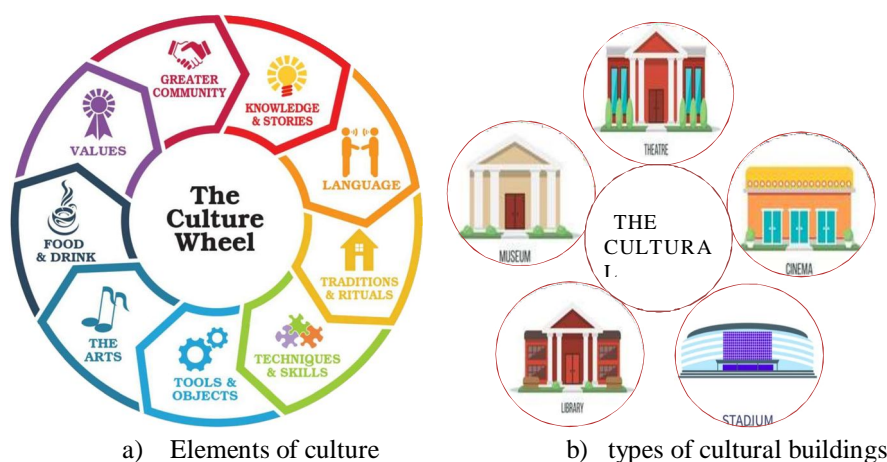 GREATER
COMMUNITY
KNOWLEDGE
& STORIES
LANGUAGE
TRADITIONS
& RITUALS
TECHNIQUES
& SKILLS
TOOLS &
OBJECTS
THE
ARTS
FOOD
& DRINK
VALUES
The
Culture
Wheel
THEATRE
CINEMA
STADIUM
LIBRARY
MUSEUM
THE
CULTURA
L
a) Elements of culture
b) types of cultural buildings